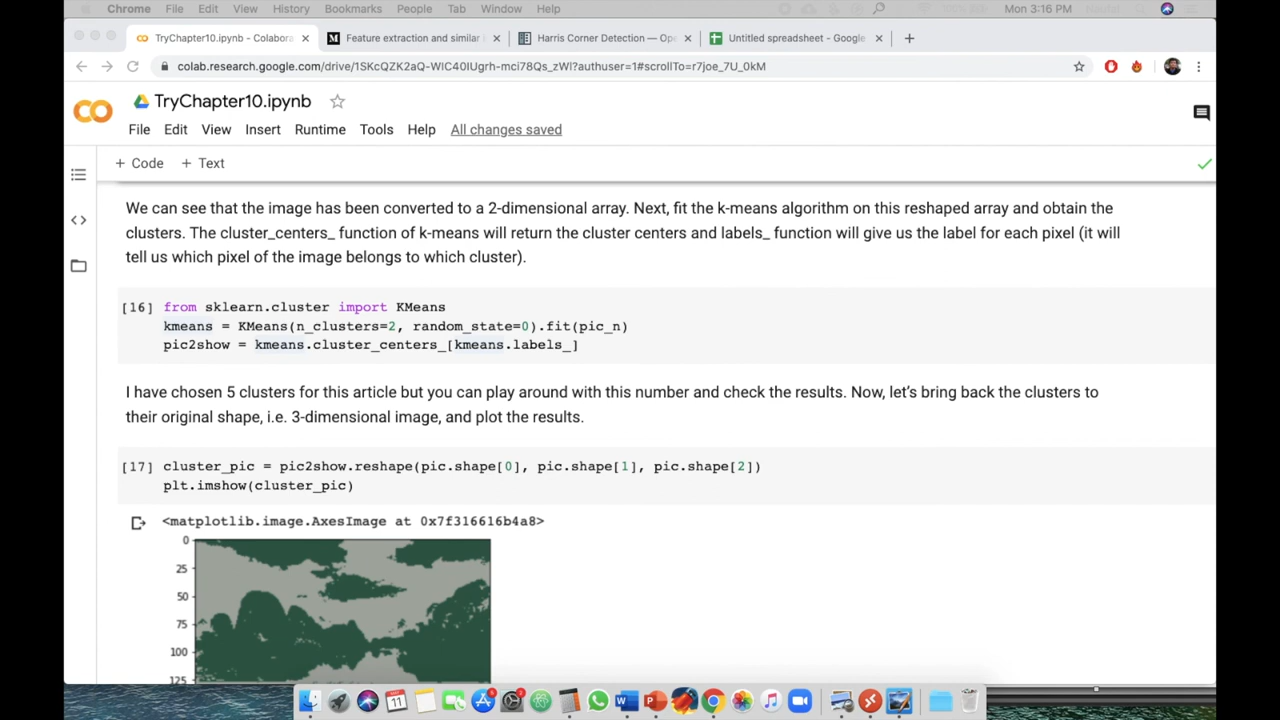 Chrome File Edit View History Bookmarks People Tab Window Help Mon 3:16 PM
TryChapter10.ipynb - Colabora Feature extraction and similar i Harris Corner Detection — Ope Untitled spreadsheet - Google
colab.research.google.com/drive/1SKcQZK2aQ-WIC40IUgrh-mci78Qs_zWl?authuser=1#scrollTo=r7joe_7U_0kM
CO TryChapter10.ipynb
File Edit View Insert Runtime Tools Help All changes saved
+ Code + Text
We can see that the image has been converted to a 2-dimensional array. Next, fit the k-means algorithm on this reshaped array and obtain the
clusters. The cluster_centers_ function of k-means will return the cluster centers and labels_ function will give us the label for each pixel (it will
tell us which pixel of the image belongs to which cluster).
[16] from sklearn.cluster import KMeans
kmeans = KMeans(n_clusters=2, random_state=0).fit(pic_n)
pic2show = kmeans.cluster_centers_[kmeans.labels_]
I have chosen 5 clusters for this article but you can play around with this number and check the results. Now, let's bring back the clusters to
their original shape, i.e. 3-dimensional image, and plot the results.
[17] cluster_pic = pic2show.reshape(pic.shape[0], pic.shape[1], pic.shape[2])
plt.imshow(cluster_pic)
<matplotlib.image.AxesImage at 0x7f316616b4a8>
0
25
50
75
100
125